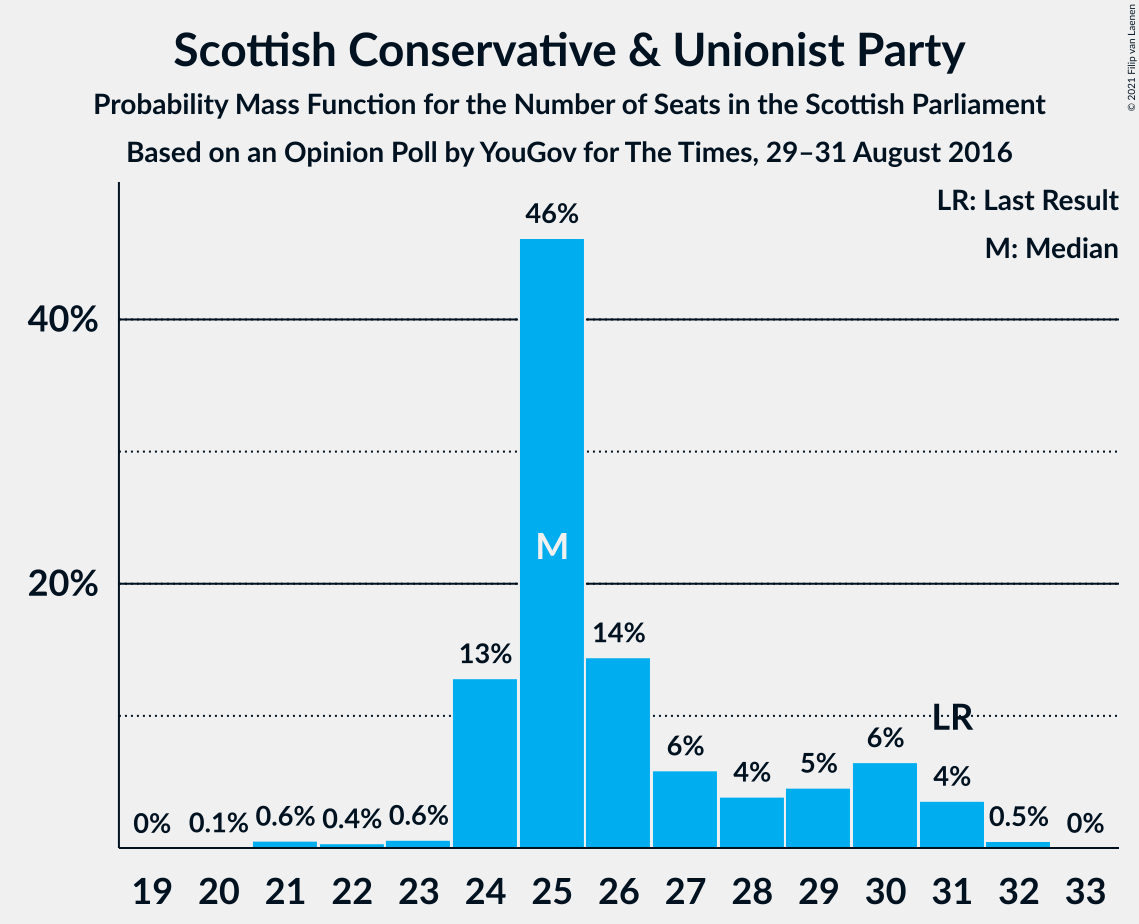 Scottish Conservative & Unionist Party
Probability Mass Function for the Number of Seats in the Scottish Parliament
Based on an Opinion Poll by YouGov for The Times, 29–31 August 2016
© 2021 Filip van Laenen
LR: Last Result
M: Median
40%
20%
0% 0.1% 0.6% 0.4% 0.6% 13% 46% 14% 6% 4% 5% 6% 4% 0.5% 0%
M
LR
19 20 21 22 23 24 25 26 27 28 29 30 31 32 33